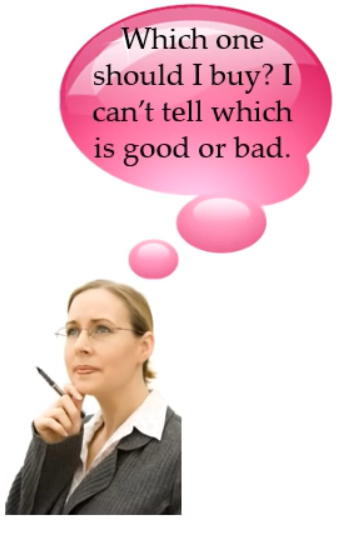 Which one
should I buy? I
can’t tell which
is good or bad.